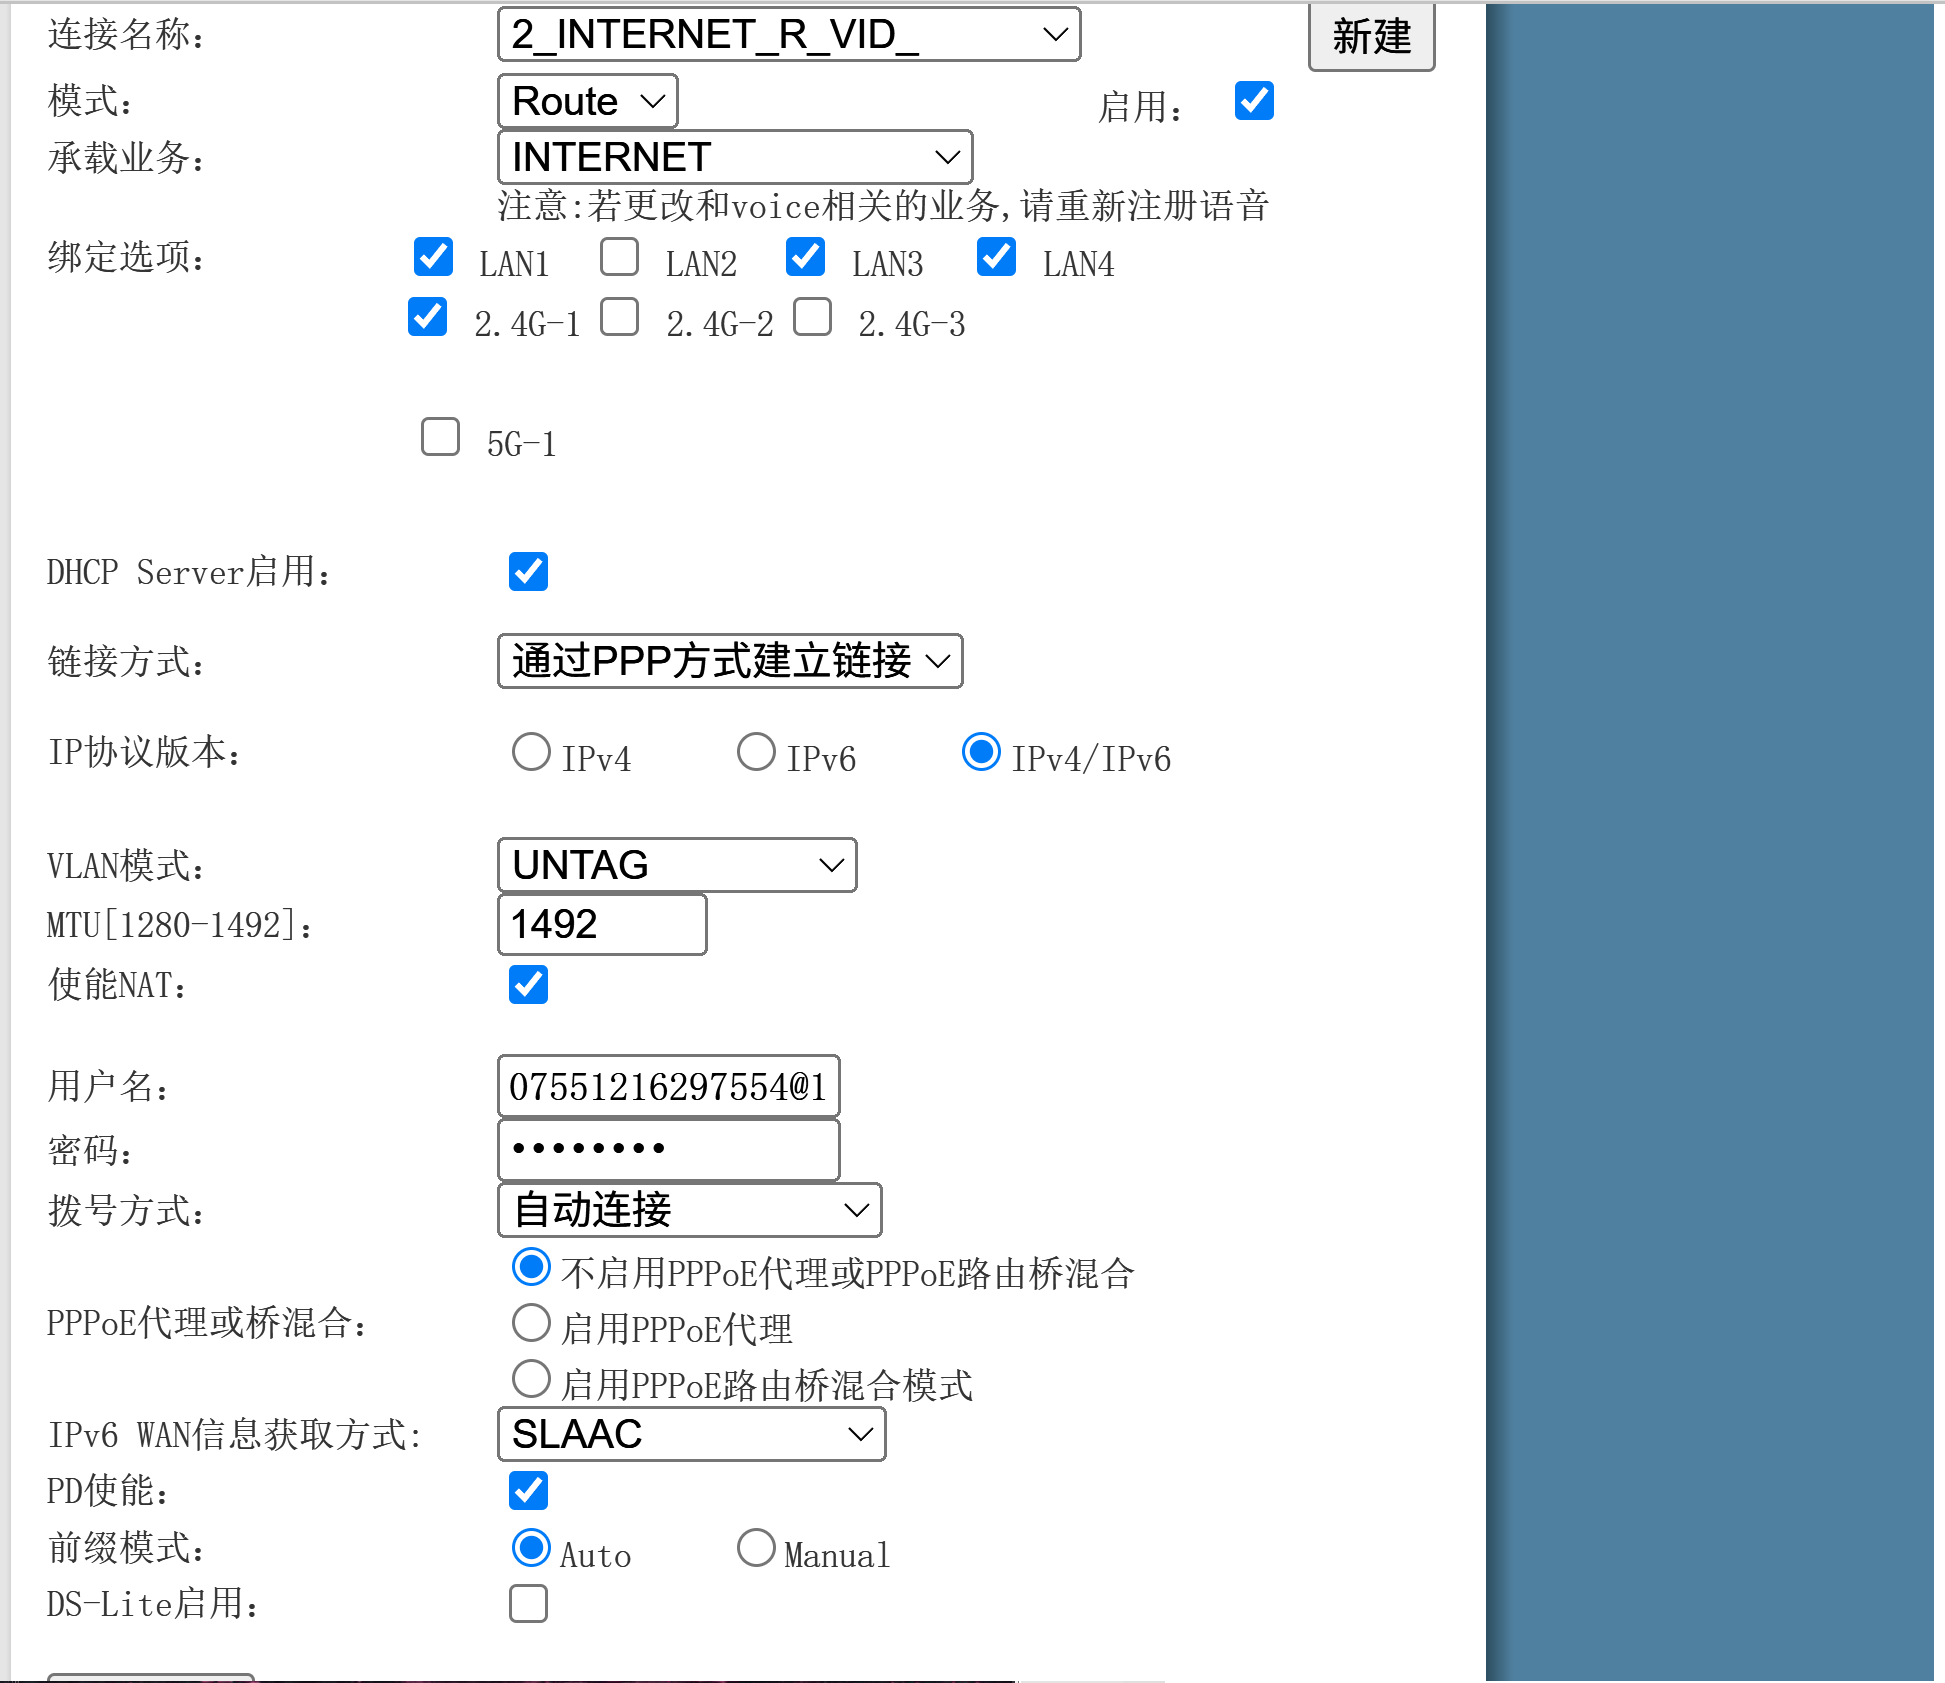 连接名称： 2_INTERNET_R_VID_ 新建
模式： Route 启用：
承载业务： INTERNET
注意:若更改和voice相关的业务,请重新注册语音
绑定选项： LAN1 LAN2 LAN3 LAN4
2.4G-1 2.4G-2 2.4G-3
5G-1
DHCP Server启用：
链接方式： 通过PPP方式建立链接
IP协议版本： IPv4 IPv6 IPv4/IPv6
VLAN模式： UNTAG
MTU[1280-1492]： 1492
使能NAT：
用户名： 07551216297554@1
密码： ••••••••
拨号方式： 自动连接
不启用PPPoE代理或PPPoE路由桥混合
PPPoE代理或桥混合： 启用PPPoE代理
启用PPPoE路由桥混合模式
IPv6 WAN信息获取方式: SLAAC
PD使能：
前缀模式： Auto Manual
DS-Lite启用：